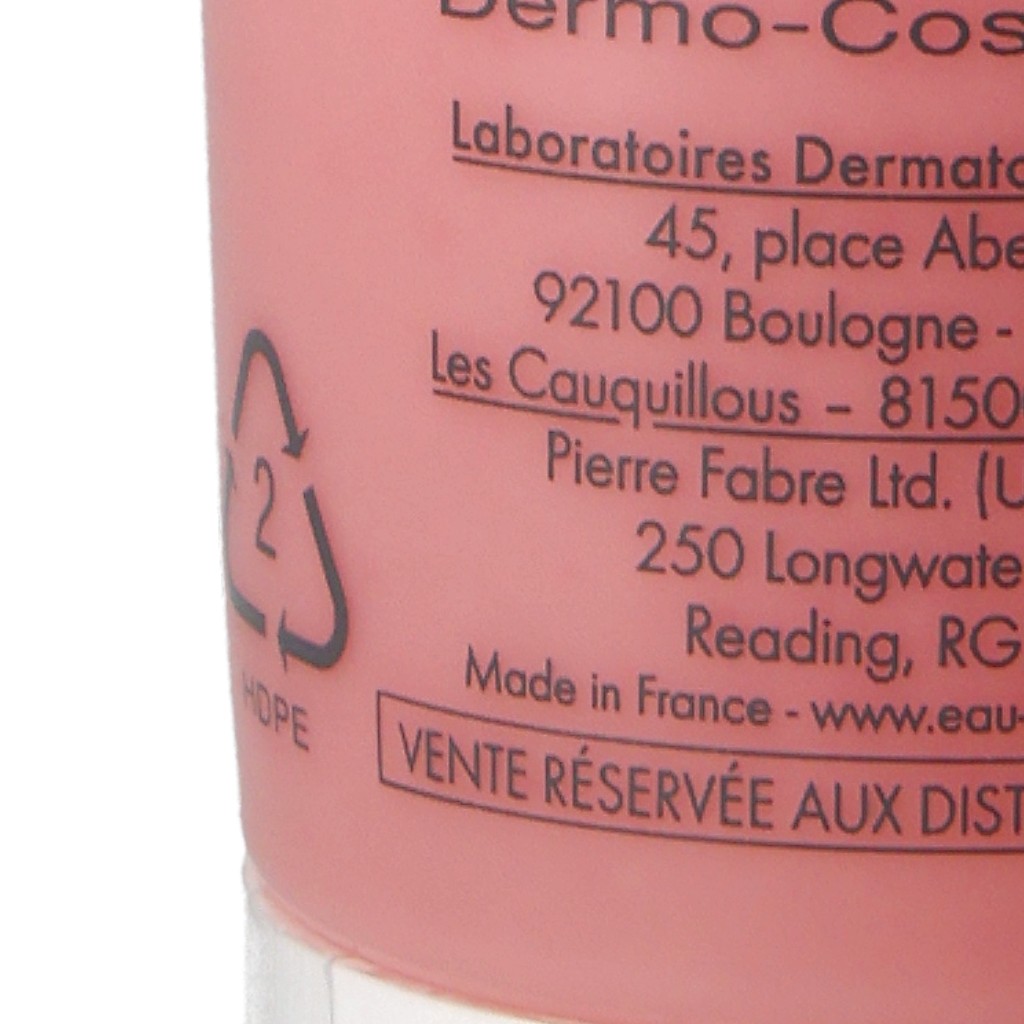 Dermo-Cos
Laboratoires Dermato
45, place Abe
92100 Boulogne -
Les Cauquillous – 8150
Pierre Fabre Ltd. (U
250 Longwate
Reading, RG
Made in France - www.eau-
VENTE RÉSERVÉE AUX DIST
2
HDPE